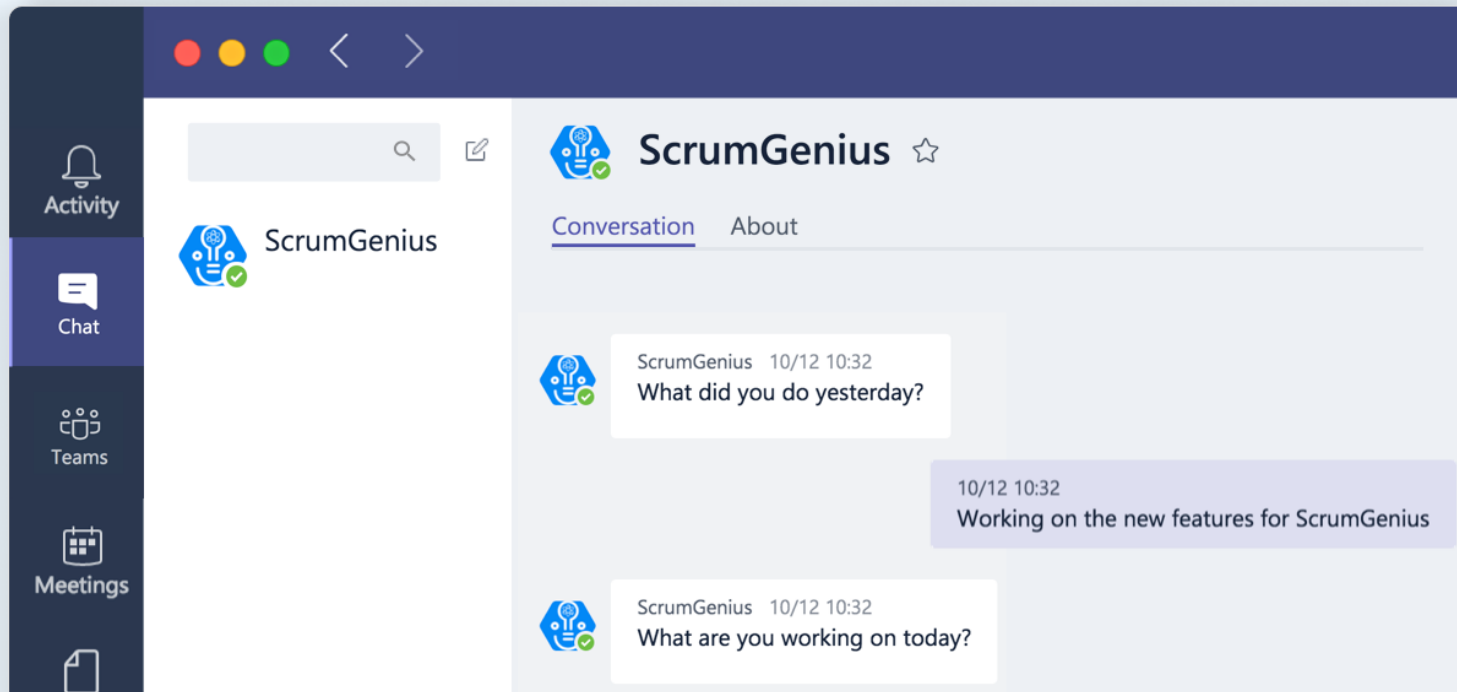 Activity
Chat
Teams
Meetings
ScrumGenius
ScrumGenius
Conversation About
ScrumGenius 10/12 10:32
What did you do yesterday?
10/12 10:32
Working on the new features for ScrumGenius
ScrumGenius 10/12 10:32
What are you working on today?